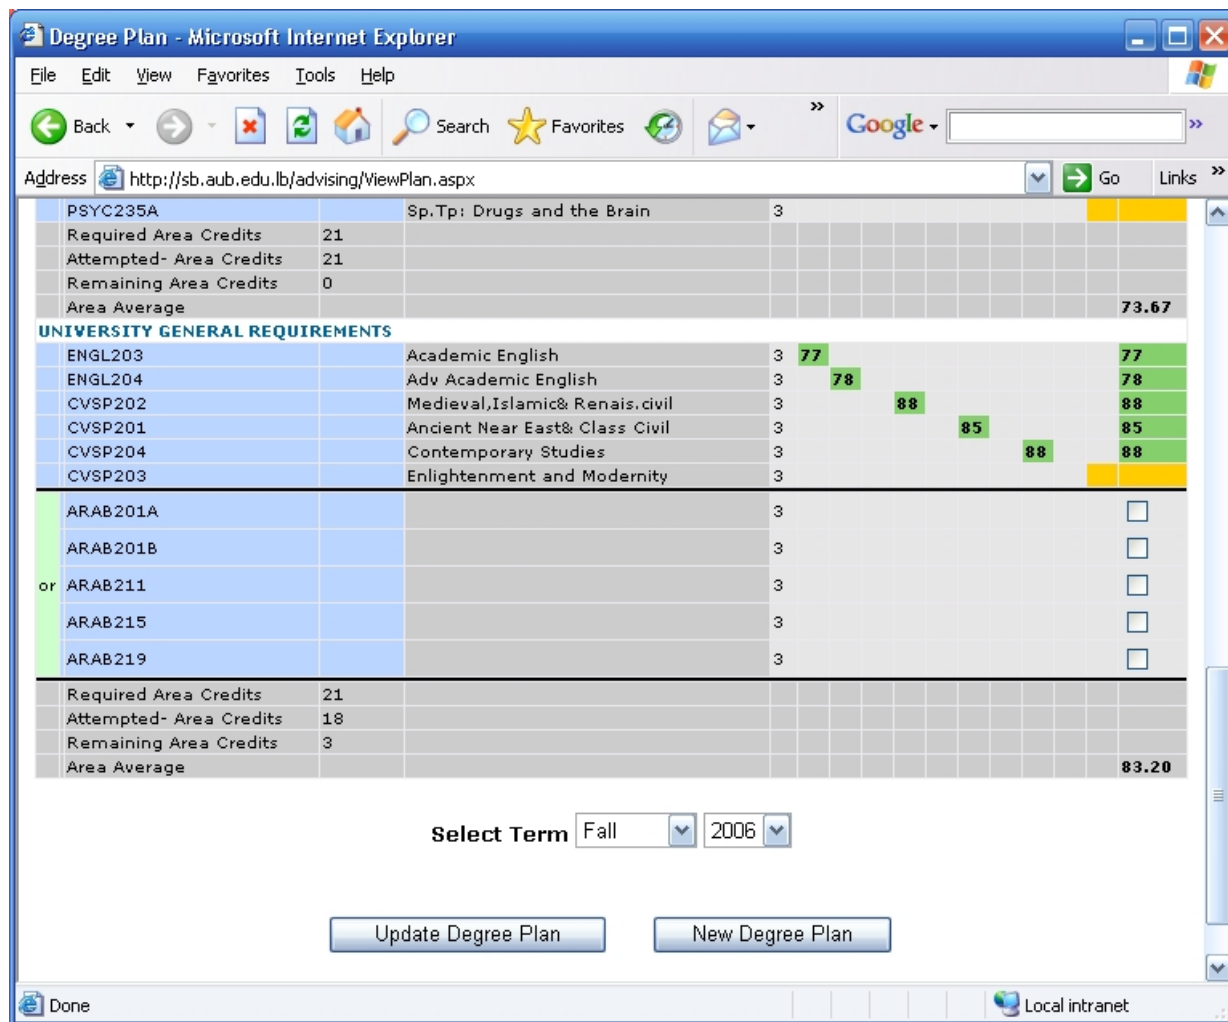 Degree Plan - Microsoft Internet Explorer
File Edit View Favorites Tools Help
Back Search Favorites Google
Address http://sb.aub.edu.lb/advising/ViewPlan.aspx Go Links
PSYC235A Sp.Tp: Drugs and the Brain 3
Required Area Credits 21
Attempted- Area Credits 21
Remaining Area Credits 0
Area Average 73.67
UNIVERSITY GENERAL REQUIREMENTS
ENGL203 Academic English 3 77 77
ENGL204 Adv Academic English 3 78 78
CVSP202 Medieval,Islamic& Renais.civil 3 88 88
CVSP201 Ancient Near East& Class Civil 3 85 85
CVSP204 Contemporary Studies 3 88 88
CVSP203 Enlightenment and Modernity 3
ARAB201A 3
ARAB201B 3
or ARAB211 3
ARAB215 3
ARAB219 3
Required Area Credits 21
Attempted- Area Credits 18
Remaining Area Credits 3
Area Average 83.20
Select Term Fall 2006
Update Degree Plan New Degree Plan
Done Local intranet